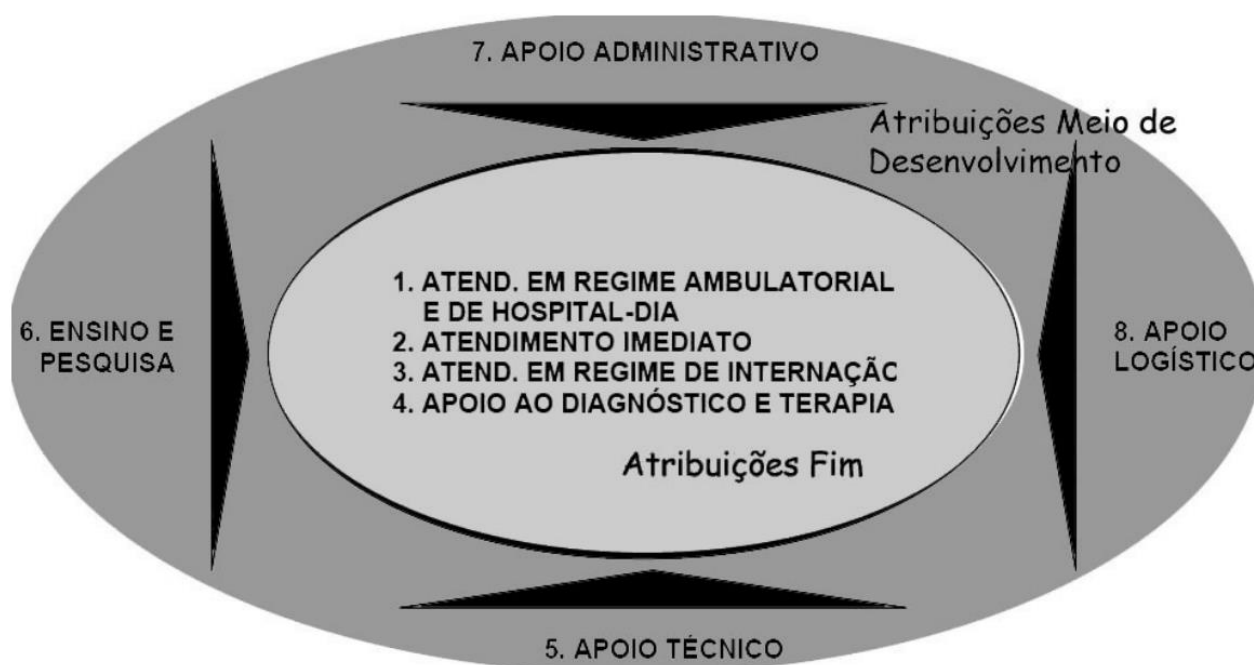 7. APOIO ADMINISTRATIVO
Atribuições Meio de
Desenvolvimento
1. ATEND. EM REGIME AMBULATORIAL
E DE HOSPITAL-DIA
2. ATENDIMENTO IMEDIATO
3. ATEND. EM REGIME DE INTERNAÇÃO
4. APOIO AO DIAGNÓSTICO E TERAPIA
Atribuições Fim
6. ENSINO E
PESQUISA
8. APOIO
LOGÍSTICO
5. APOIO TÉCNICO